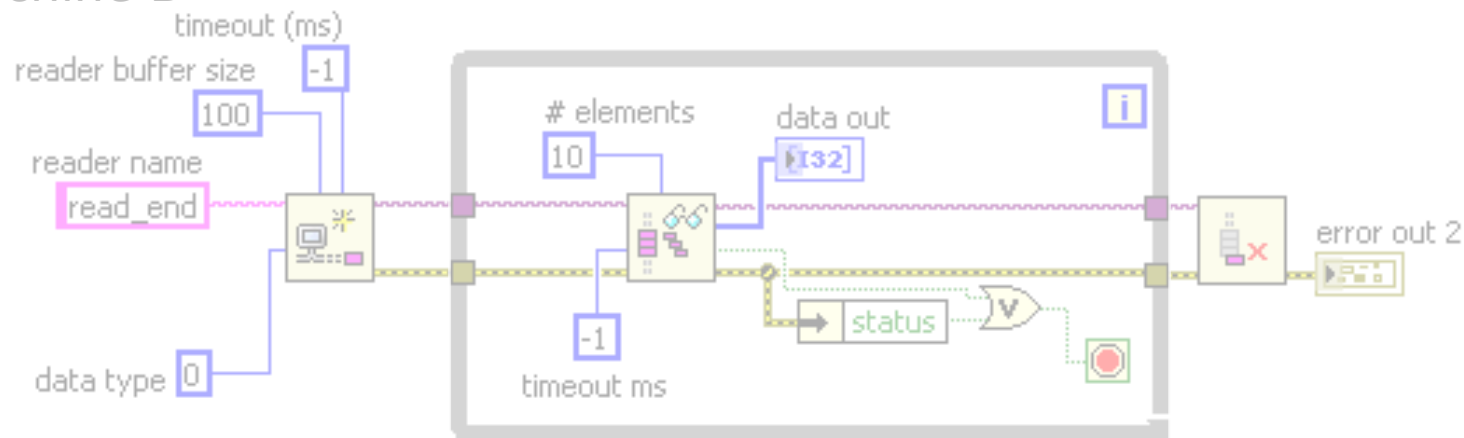 timeout (ms)
-1
reader buffer size
100
reader name
read_end
data type 0
# elements
10
data out
[I32]
i
-1
timeout ms
status
V
error out 2